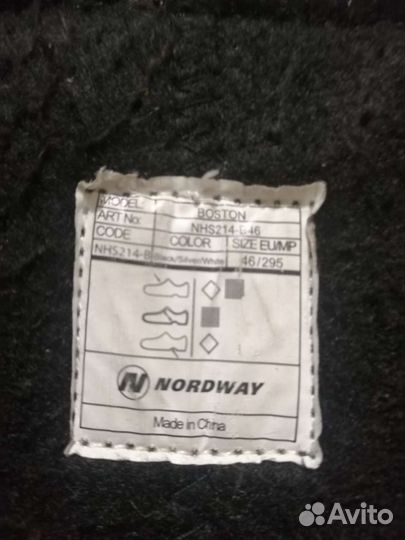 MODEL: BOSTON
ART No: NHS214-B46
CODE COLOR SIZE EU/MP
NHS214-B Black/Silver/White 46/295
NORDWAY
Made in China
Avito